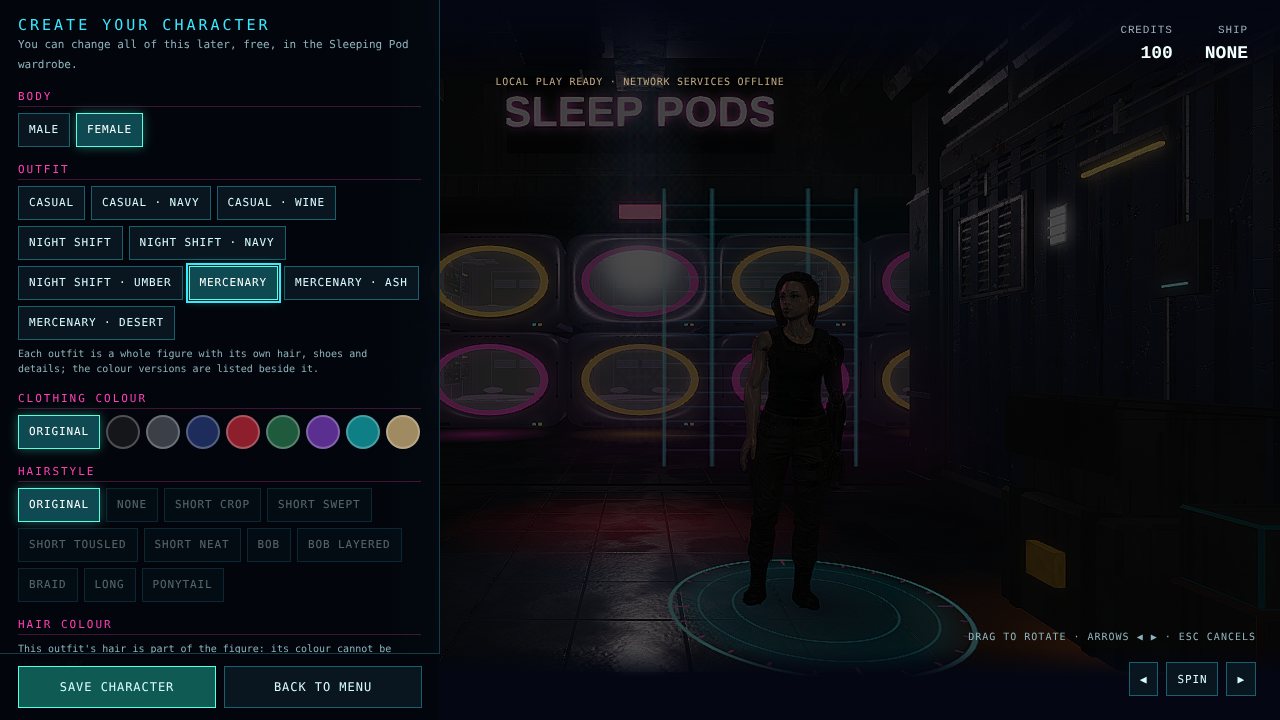 CREATE YOUR CHARACTER
You can change all of this later, free, in the Sleeping Pod
wardrobe.
BODY
MALE
FEMALE
OUTFIT
CASUAL
CASUAL · NAVY
CASUAL · WINE
NIGHT SHIFT
NIGHT SHIFT · NAVY
NIGHT SHIFT · UMBER
MERCENARY
MERCENARY · ASH
MERCENARY · DESERT
Each outfit is a whole figure with its own hair, shoes and
details; the colour versions are listed beside it.
CLOTHING COLOUR
ORIGINAL
HAIRSTYLE
ORIGINAL
NONE
SHORT CROP
SHORT SWEPT
SHORT TOUSLED
SHORT NEAT
BOB
BOB LAYERED
BRAID
LONG
PONYTAIL
HAIR COLOUR
This outfit's hair is part of the figure: its colour cannot be
SAVE CHARACTER
BACK TO MENU
LOCAL PLAY READY · NETWORK SERVICES OFFLINE
SLEEP PODS
CREDITS
100
SHIP
NONE
DRAG TO ROTATE · ARROWS ◀ ▶ · ESC CANCELS
◀
SPIN
▶